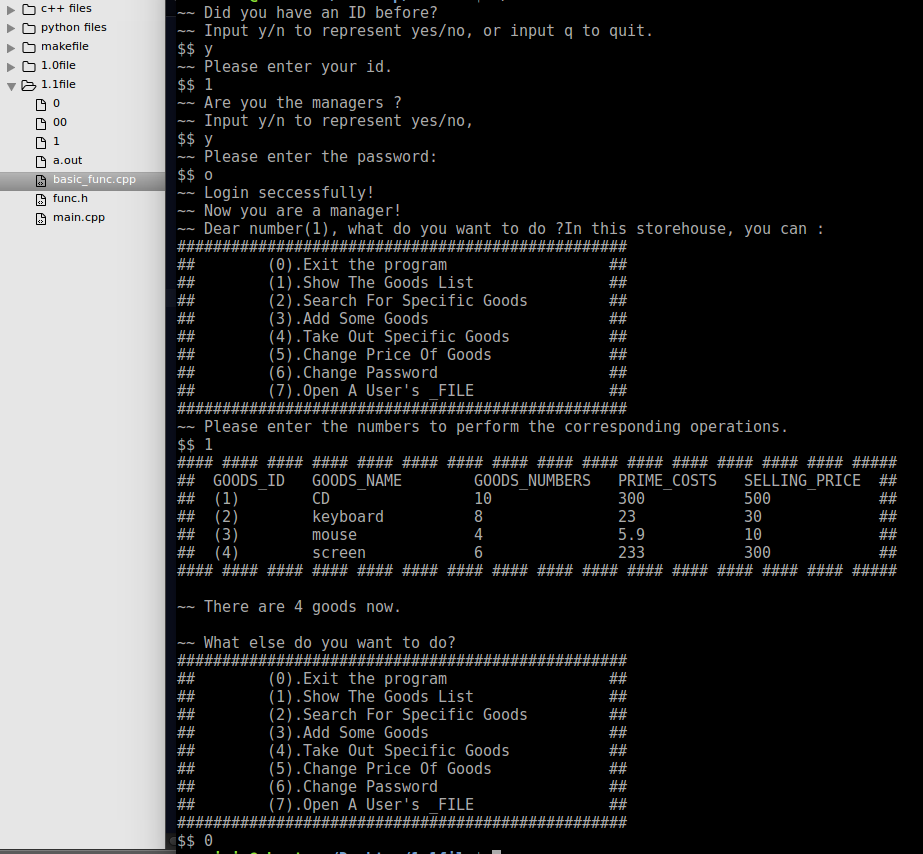 c++ files
python files
makefile
1.0file
1.1file
0
00
1
a.out
basic_func.cpp
func.h
main.cpp
~~ Did you have an ID before?
~~ Input y/n to represent yes/no, or input q to quit.
$$ y
~~ Please enter your id.
$$ 1
~~ Are you the managers ?
~~ Input y/n to represent yes/no,
$$ y
~~ Please enter the password:
$$ o
~~ Login seccessfully!
~~ Now you are a manager!
~~ Dear number(1), what do you want to do ?In this storehouse, you can :
##################################################
##        (0).Exit the program                  ##
##        (1).Show The Goods List               ##
##        (2).Search For Specific Goods         ##
##        (3).Add Some Goods                    ##
##        (4).Take Out Specific Goods           ##
##        (5).Change Price Of Goods             ##
##        (6).Change Password                   ##
##        (7).Open A User's _FILE               ##
##################################################
~~ Please enter the numbers to perform the corresponding operations.
$$ 1
#### #### #### #### #### #### #### #### #### #### #### #### #### #### #### #####
##  GOODS_ID   GOODS_NAME        GOODS_NUMBERS   PRIME_COSTS   SELLING_PRICE  ##
##  (1)        CD                10              300           500            ##
##  (2)        keyboard          8               23            30             ##
##  (3)        mouse             4               5.9           10             ##
##  (4)        screen            6               233           300            ##
#### #### #### #### #### #### #### #### #### #### #### #### #### #### #### #####
~~ There are 4 goods now.
~~ What else do you want to do?
##################################################
##        (0).Exit the program                  ##
##        (1).Show The Goods List               ##
##        (2).Search For Specific Goods         ##
##        (3).Add Some Goods                    ##
##        (4).Take Out Specific Goods           ##
##        (5).Change Price Of Goods             ##
##        (6).Change Password                   ##
##        (7).Open A User's _FILE               ##
##################################################
$$ 0